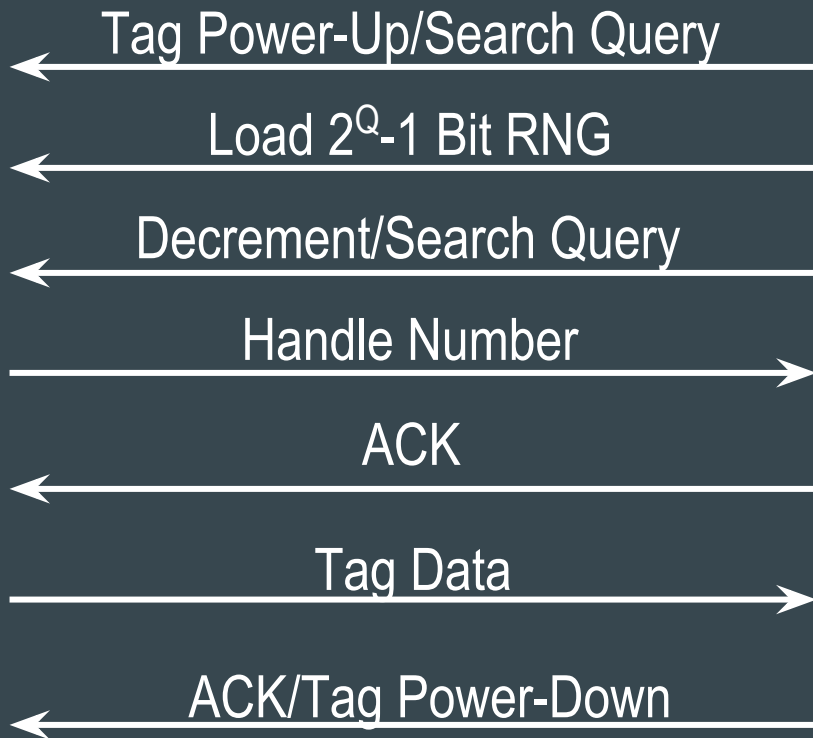 Tag Power-Up/Search Query
Load 2^Q-1 Bit RNG
Decrement/Search Query
Handle Number
ACK
Tag Data
ACK/Tag Power-Down